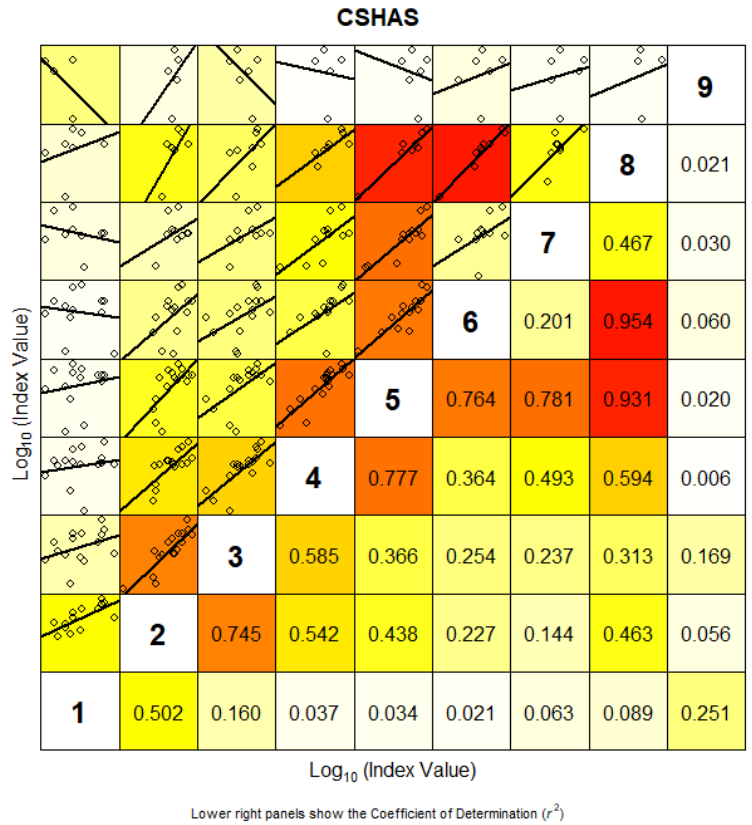 CSHAS
9
8 0.021
7 0.467 0.030
6 0.201 0.954 0.060
5 0.764 0.781 0.931 0.020
4 0.777 0.364 0.493 0.594 0.006
3 0.585 0.366 0.254 0.237 0.313 0.169
2 0.745 0.542 0.438 0.227 0.144 0.463 0.056
1 0.502 0.160 0.037 0.034 0.021 0.063 0.089 0.251
Log₁₀ (Index Value)
Log₁₀ (Index Value)
Lower right panels show the Coefficient of Determination (r²)